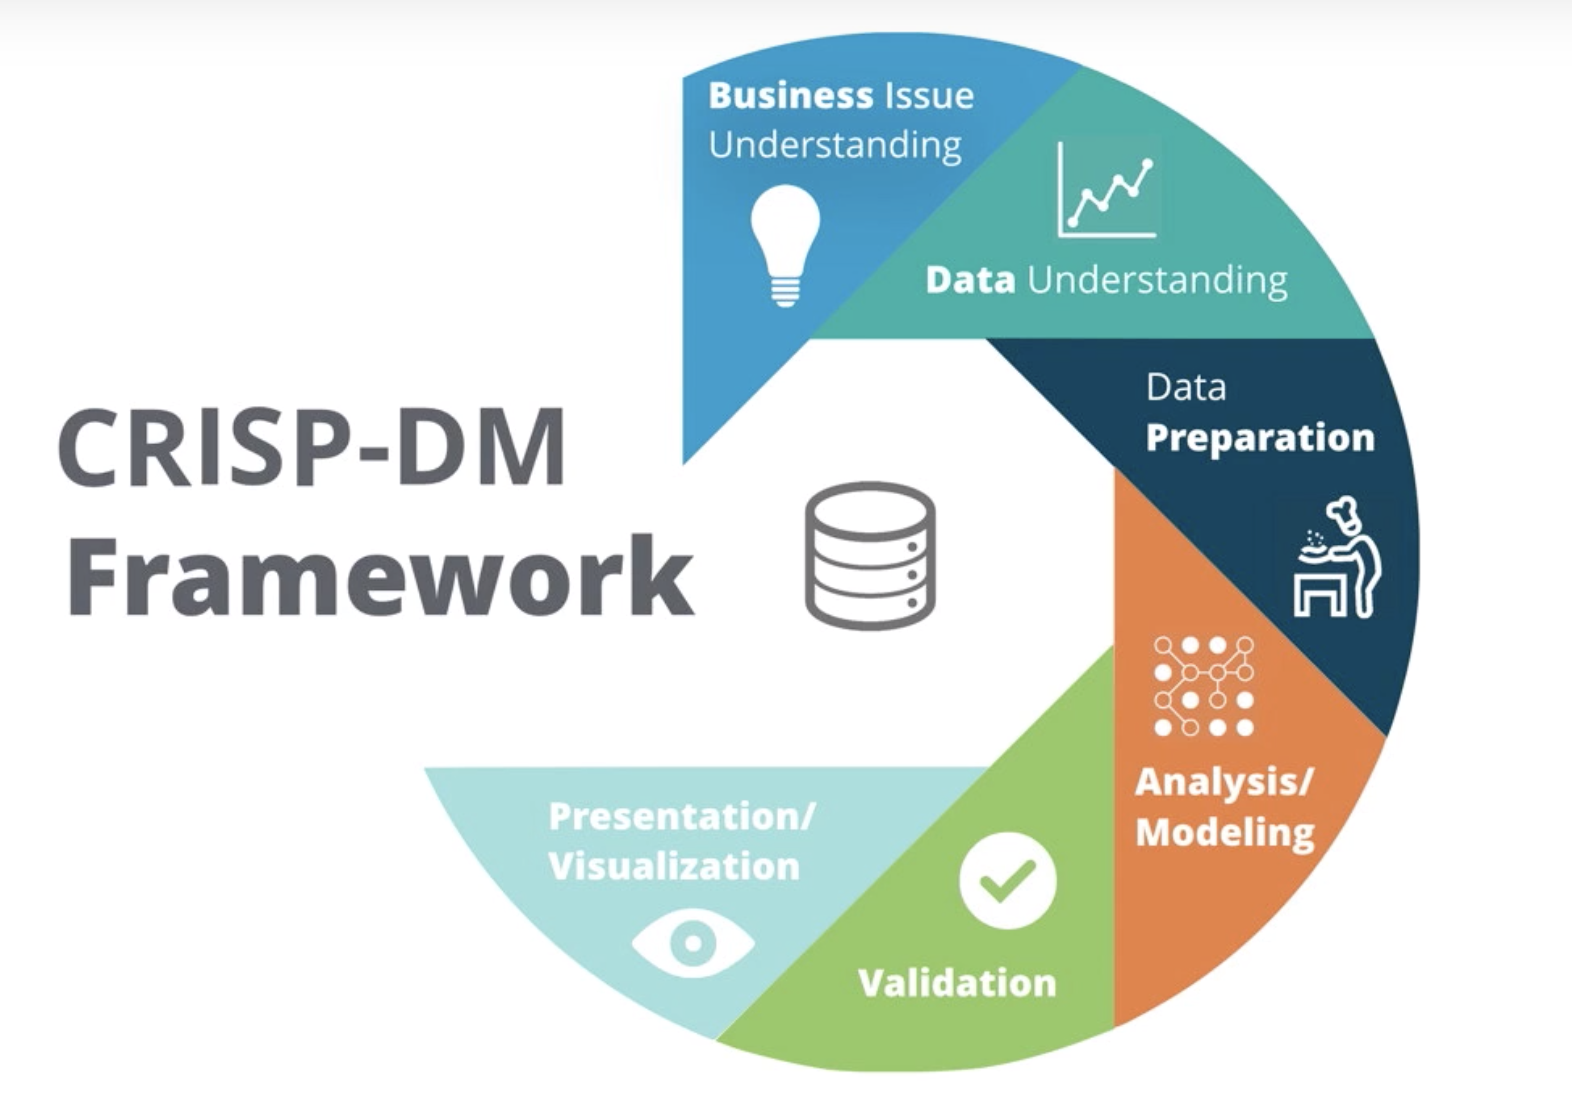 CRISP-DM
Framework
Business Issue
Understanding
Data Understanding
Data
Preparation
Analysis/
Modeling
Validation
Presentation/
Visualization